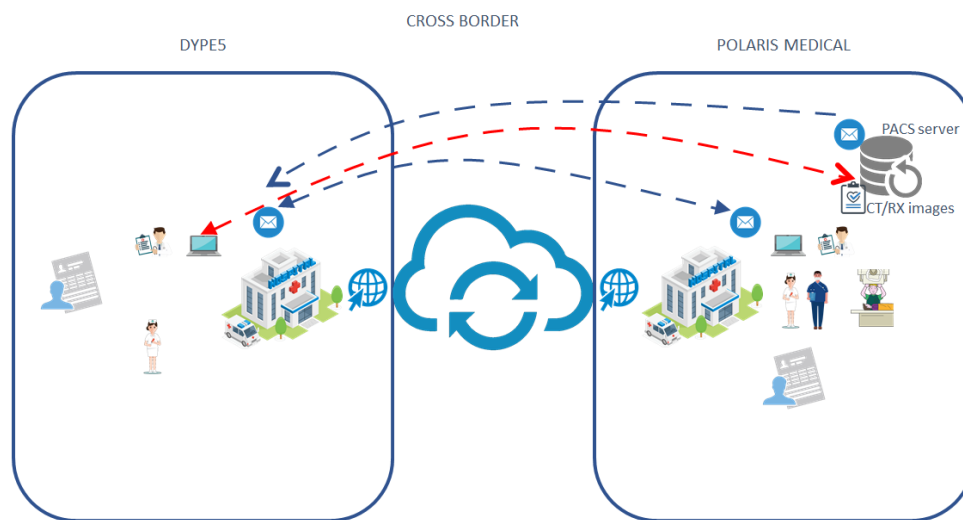 CROSS BORDER
DYPE5
POLARIS MEDICAL
PACS server
CT/RX images